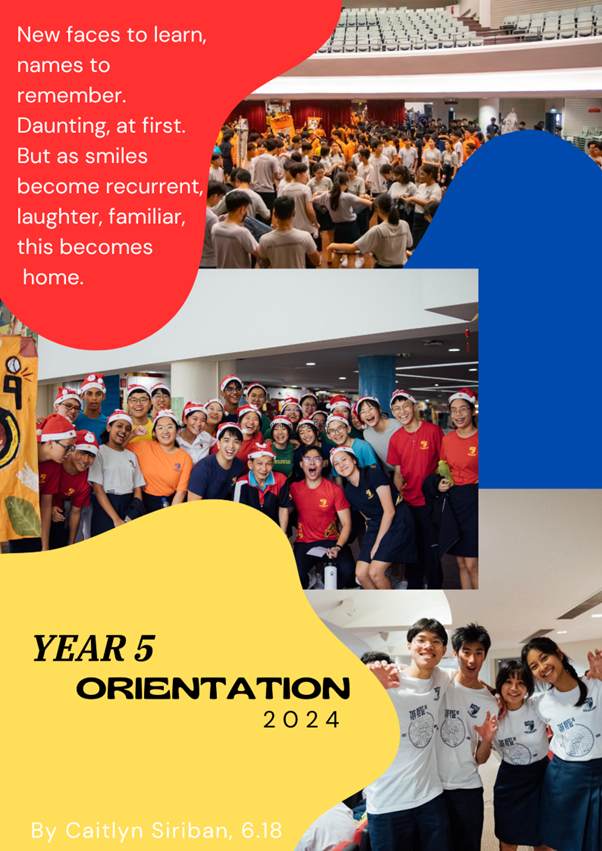 New faces to learn,
names to
remember.
Daunting, at first.
But as smiles
become recurrent,
laughter, familiar,
this becomes
home.
9
YEAR 5
ORIENTATION
2024
By Caitlyn Siriban, 6.18